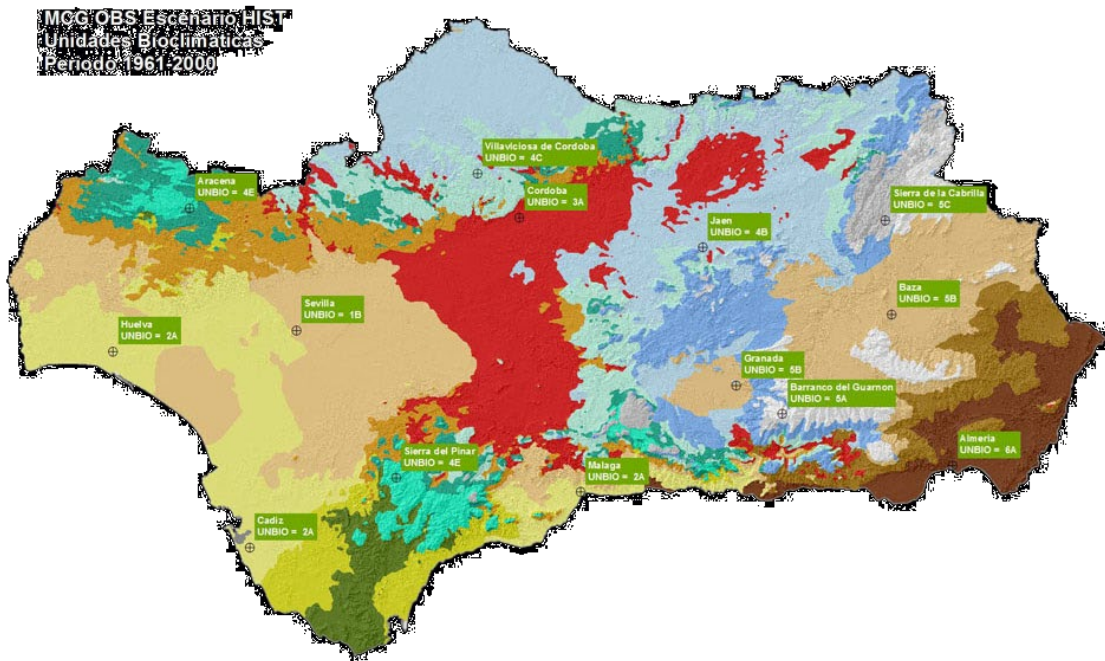 MCG OBS Escenario HIST
Unidades Bioclimáticas
Periodo 1961-2000
Villaviciosa de Cordoba
UNBIO = 4C
Aracena
UNBIO = 4E
Cordoba
UNBIO = 3A
Sierra de la Cabrilla
UNBIO = 5C
Jaen
UNBIO = 4B
Baza
UNBIO = 5B
Sevilla
UNBIO = 1B
Huelva
UNBIO = 2A
Granada
UNBIO = 5B
Barranco del Guarnon
UNBIO = 5A
Almeria
UNBIO = 6A
Sierra del Pinar
UNBIO = 4E
Malaga
UNBIO = 2A
Cadiz
UNBIO = 2A